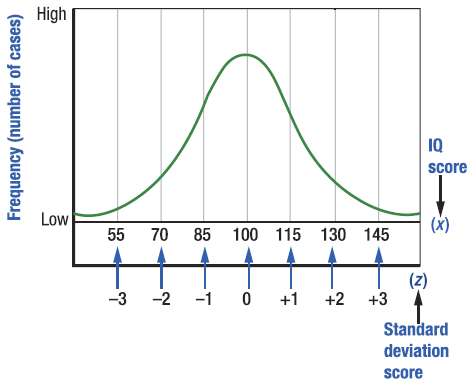 High
Frequency (number of cases)
Low
IQ
score
(x)
55 70 85 100 115 130 145
(z)
–3 –2 –1 0 +1 +2 +3
Standard
deviation
score